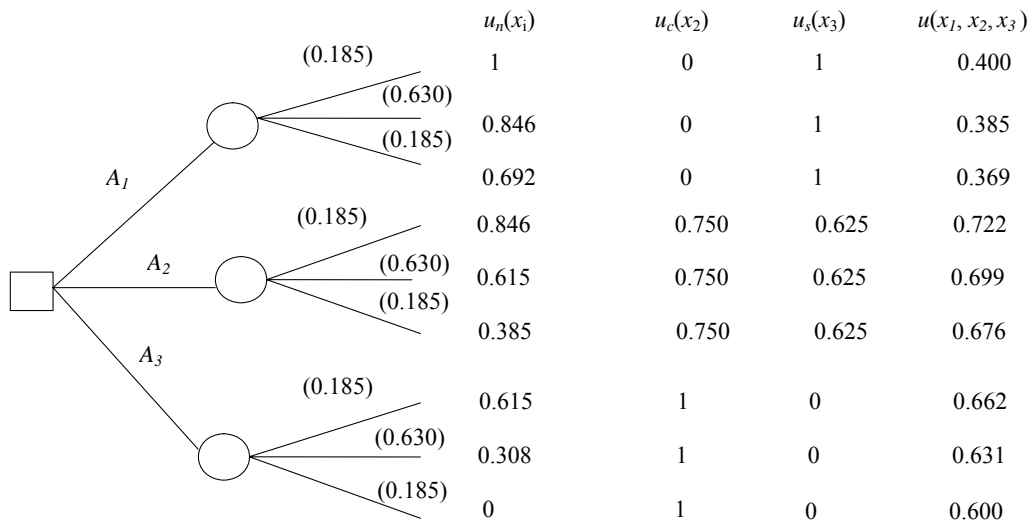 uₙ(xᵢ) u_c(x₂) uₛ(x₃) u(x₁, x₂, x₃)
(0.185) 1 0 1 0.400
(0.630) 0.846 0 1 0.385
(0.185) 0.692 0 1 0.369
A₁
(0.185) 0.846 0.750 0.625 0.722
A₂ (0.630) 0.615 0.750 0.625 0.699
(0.185) 0.385 0.750 0.625 0.676
A₃
(0.185) 0.615 1 0 0.662
(0.630) 0.308 1 0 0.631
(0.185) 0 1 0 0.600